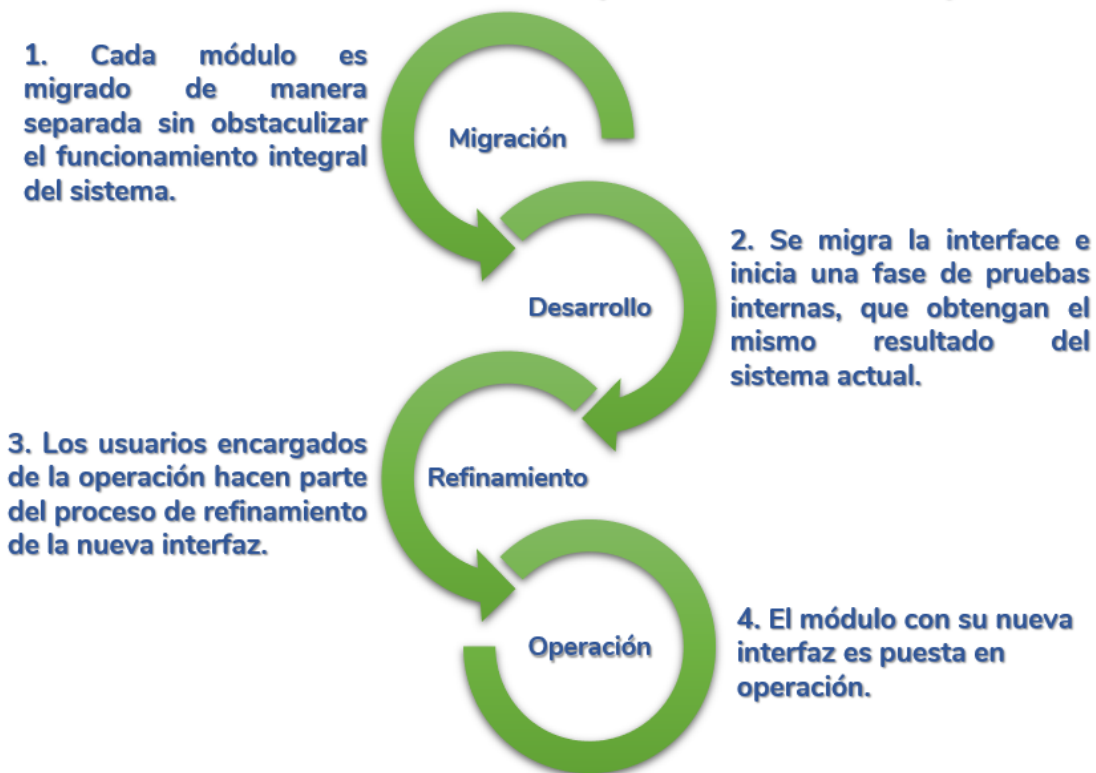 1. Cada módulo es
migrado de manera
separada sin obstaculizar
el funcionamiento integral
del sistema.
Migración
2. Se migra la interface e
inicia una fase de pruebas
internas, que obtengan el
mismo resultado del
sistema actual.
Desarrollo
3. Los usuarios encargados
de la operación hacen parte
del proceso de refinamiento
de la nueva interfaz.
Refinamiento
4. El módulo con su nueva
interfaz es puesta en
operación.
Operación